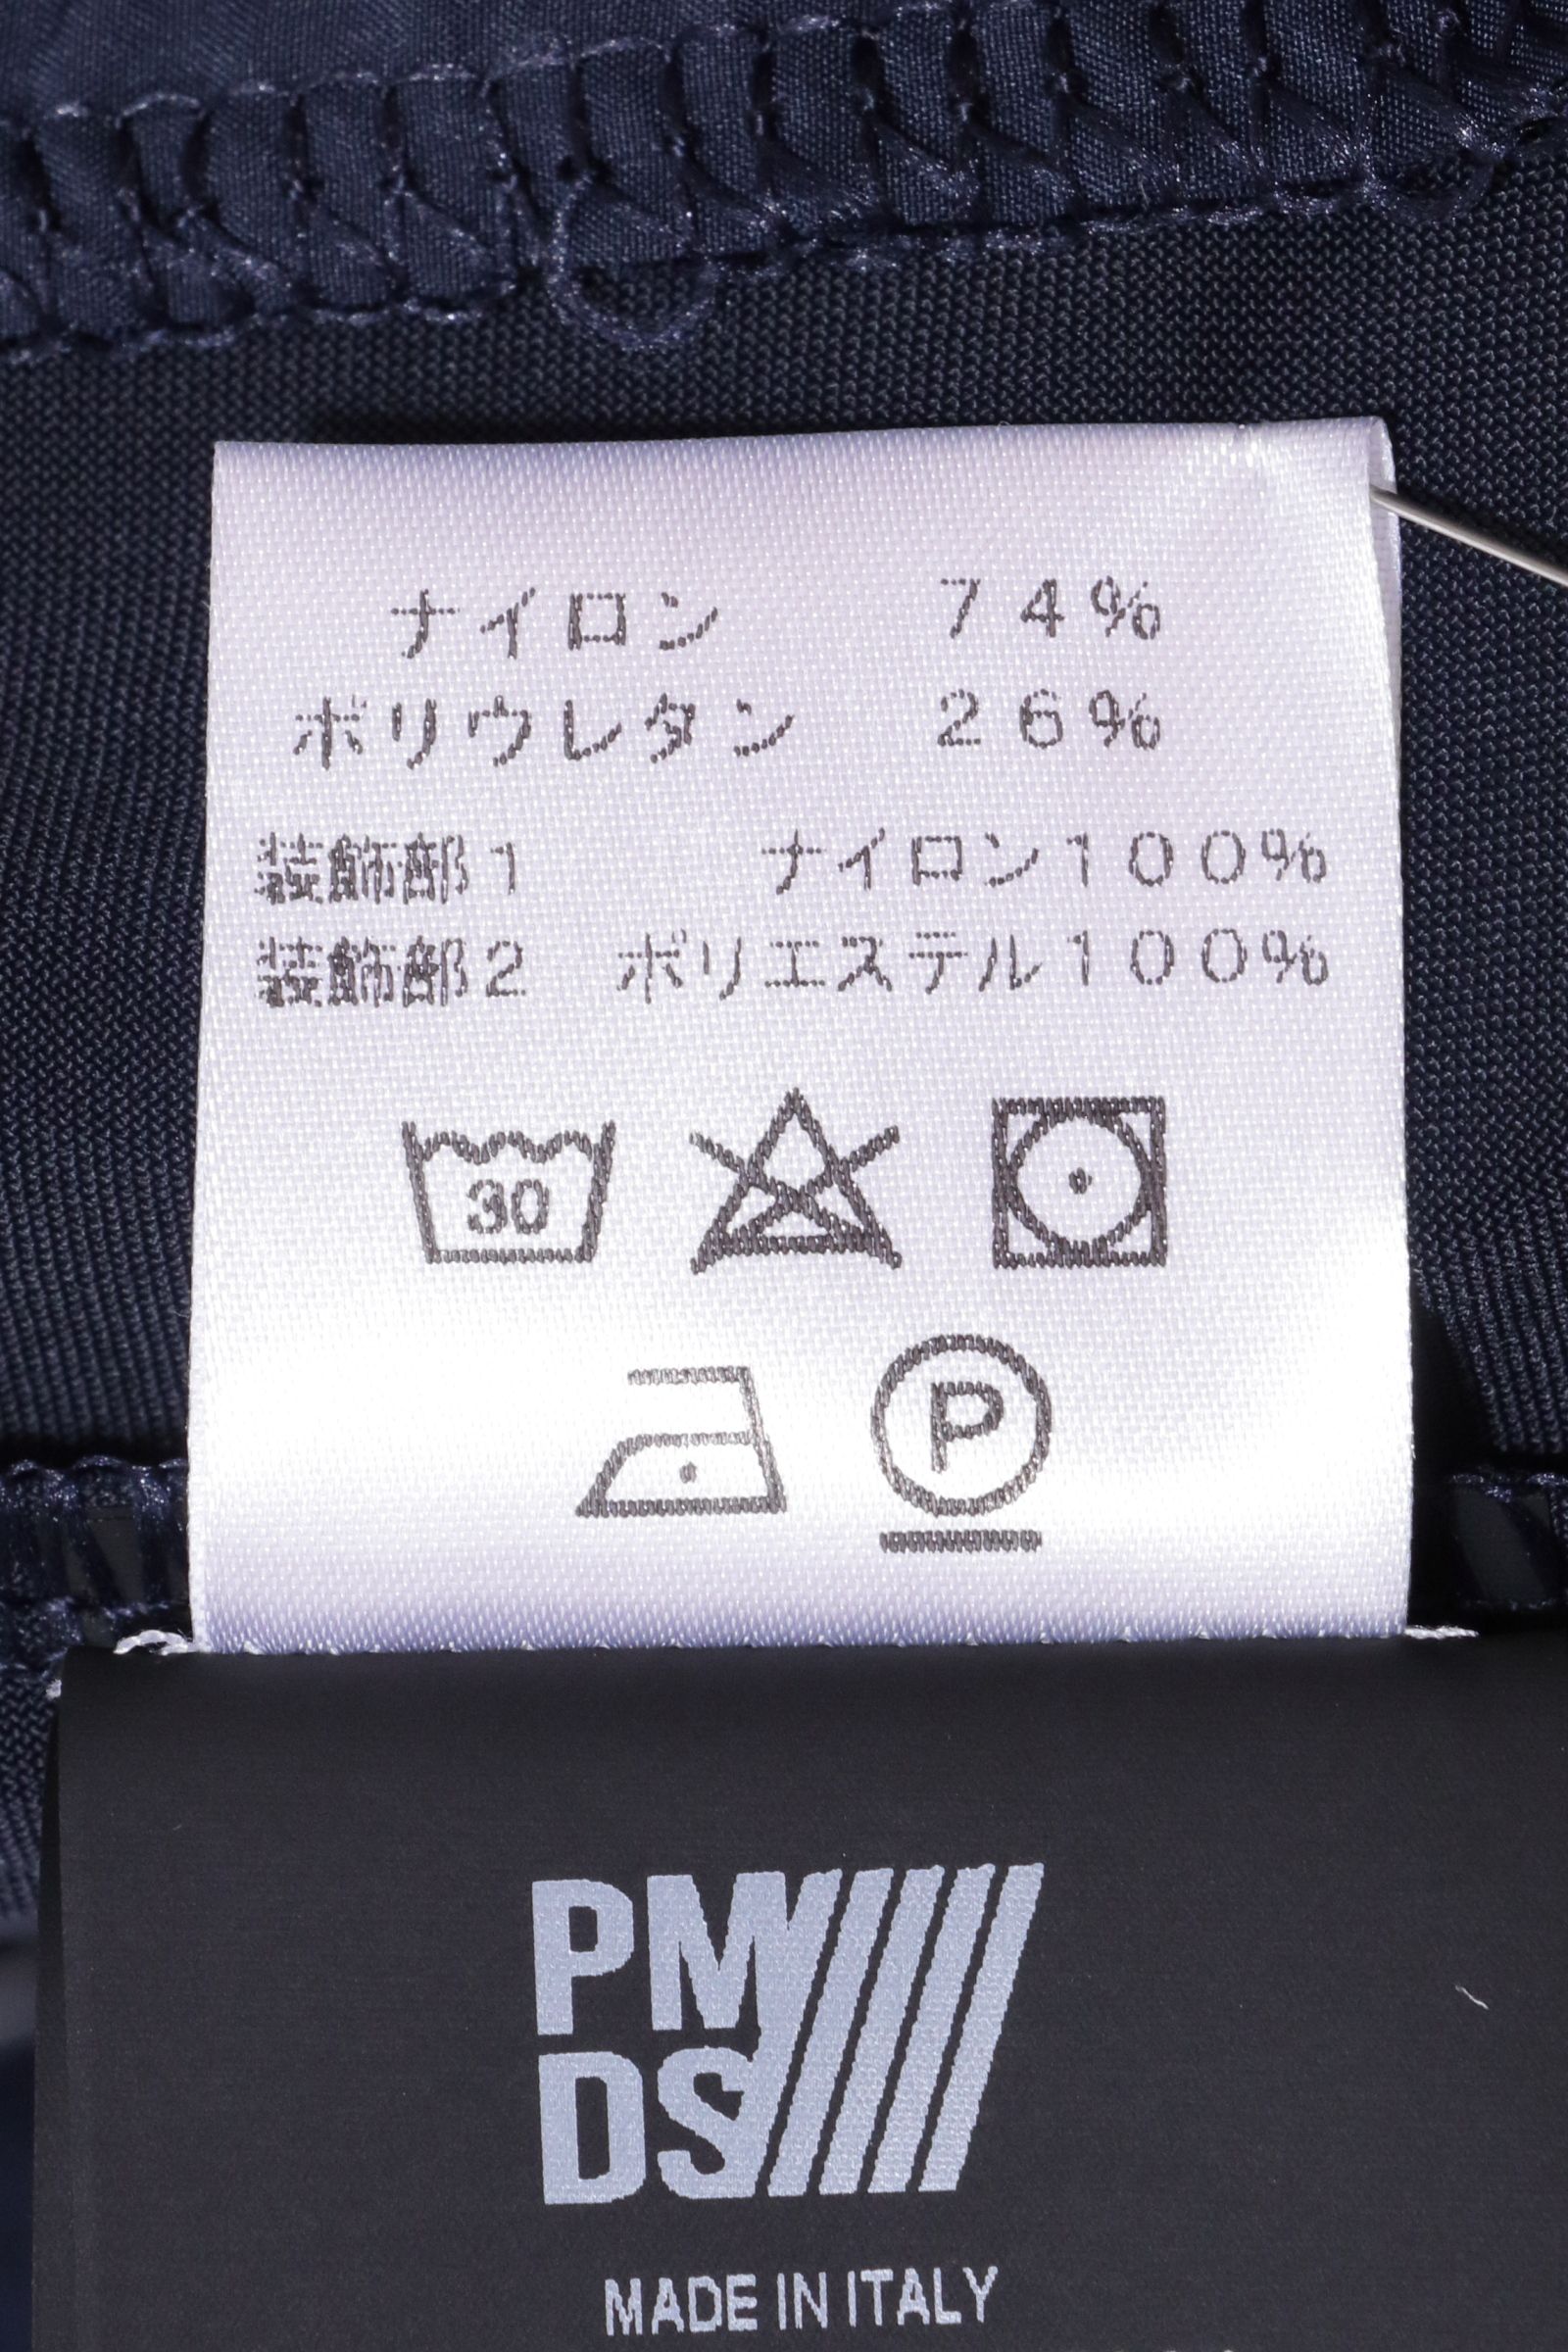 ナイロン 74%
ポリウレタン 26%
装飾部1 ナイロン100%
装飾部2 ポリエステル100%
30
P
PM
DS
MADE IN ITALY